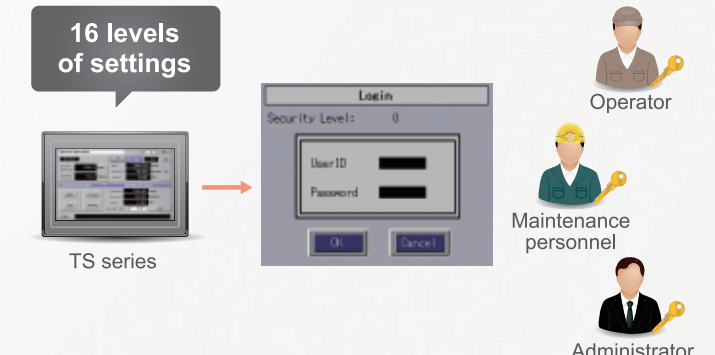 16 levels
of settings
TS series
Login
Security Level: 0
UserID
Password
OK
Cancel
Operator
Maintenance
personnel
Administrator